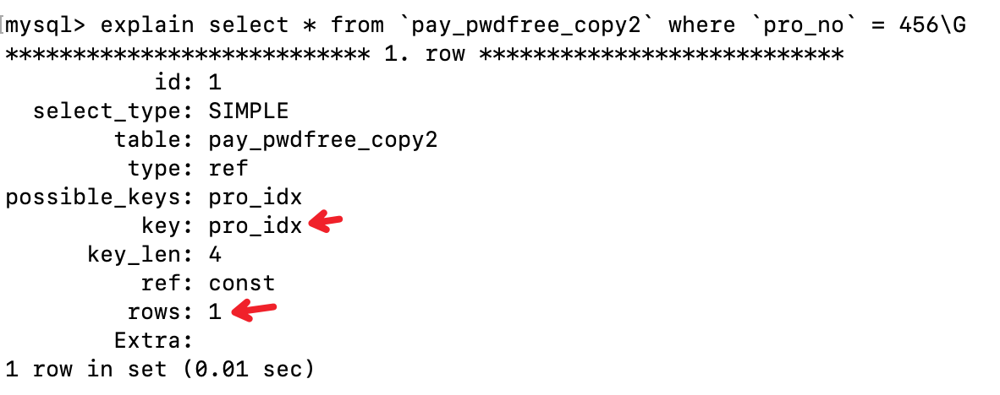 mysql> explain select * from `pay_pwdfree_copy2` where `pro_no` = 456\G
*************************** 1. row ***************************
id: 1
select_type: SIMPLE
table: pay_pwdfree_copy2
type: ref
possible_keys: pro_idx
key: pro_idx
key_len: 4
ref: const
rows: 1
Extra:
1 row in set (0.01 sec)